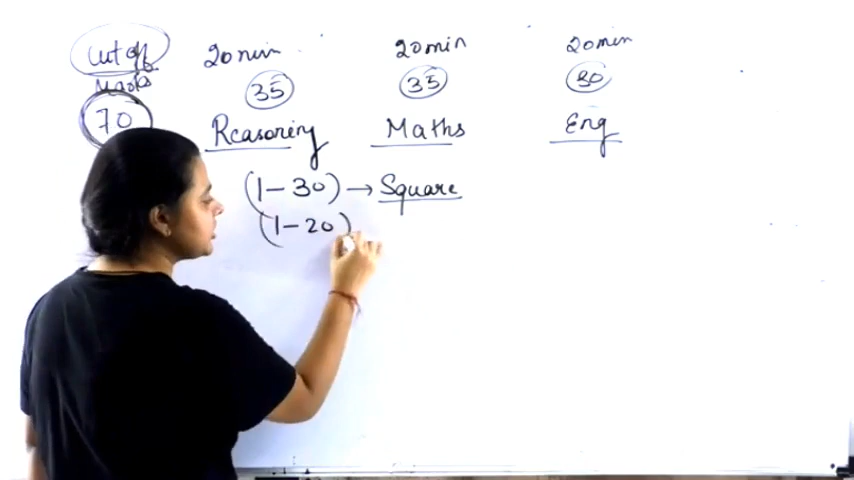 Cut off 20 min 20 min 20 min
Marks 35 35 30
70 Reasoning Maths Eng
(1-30) → Square
(1-20)